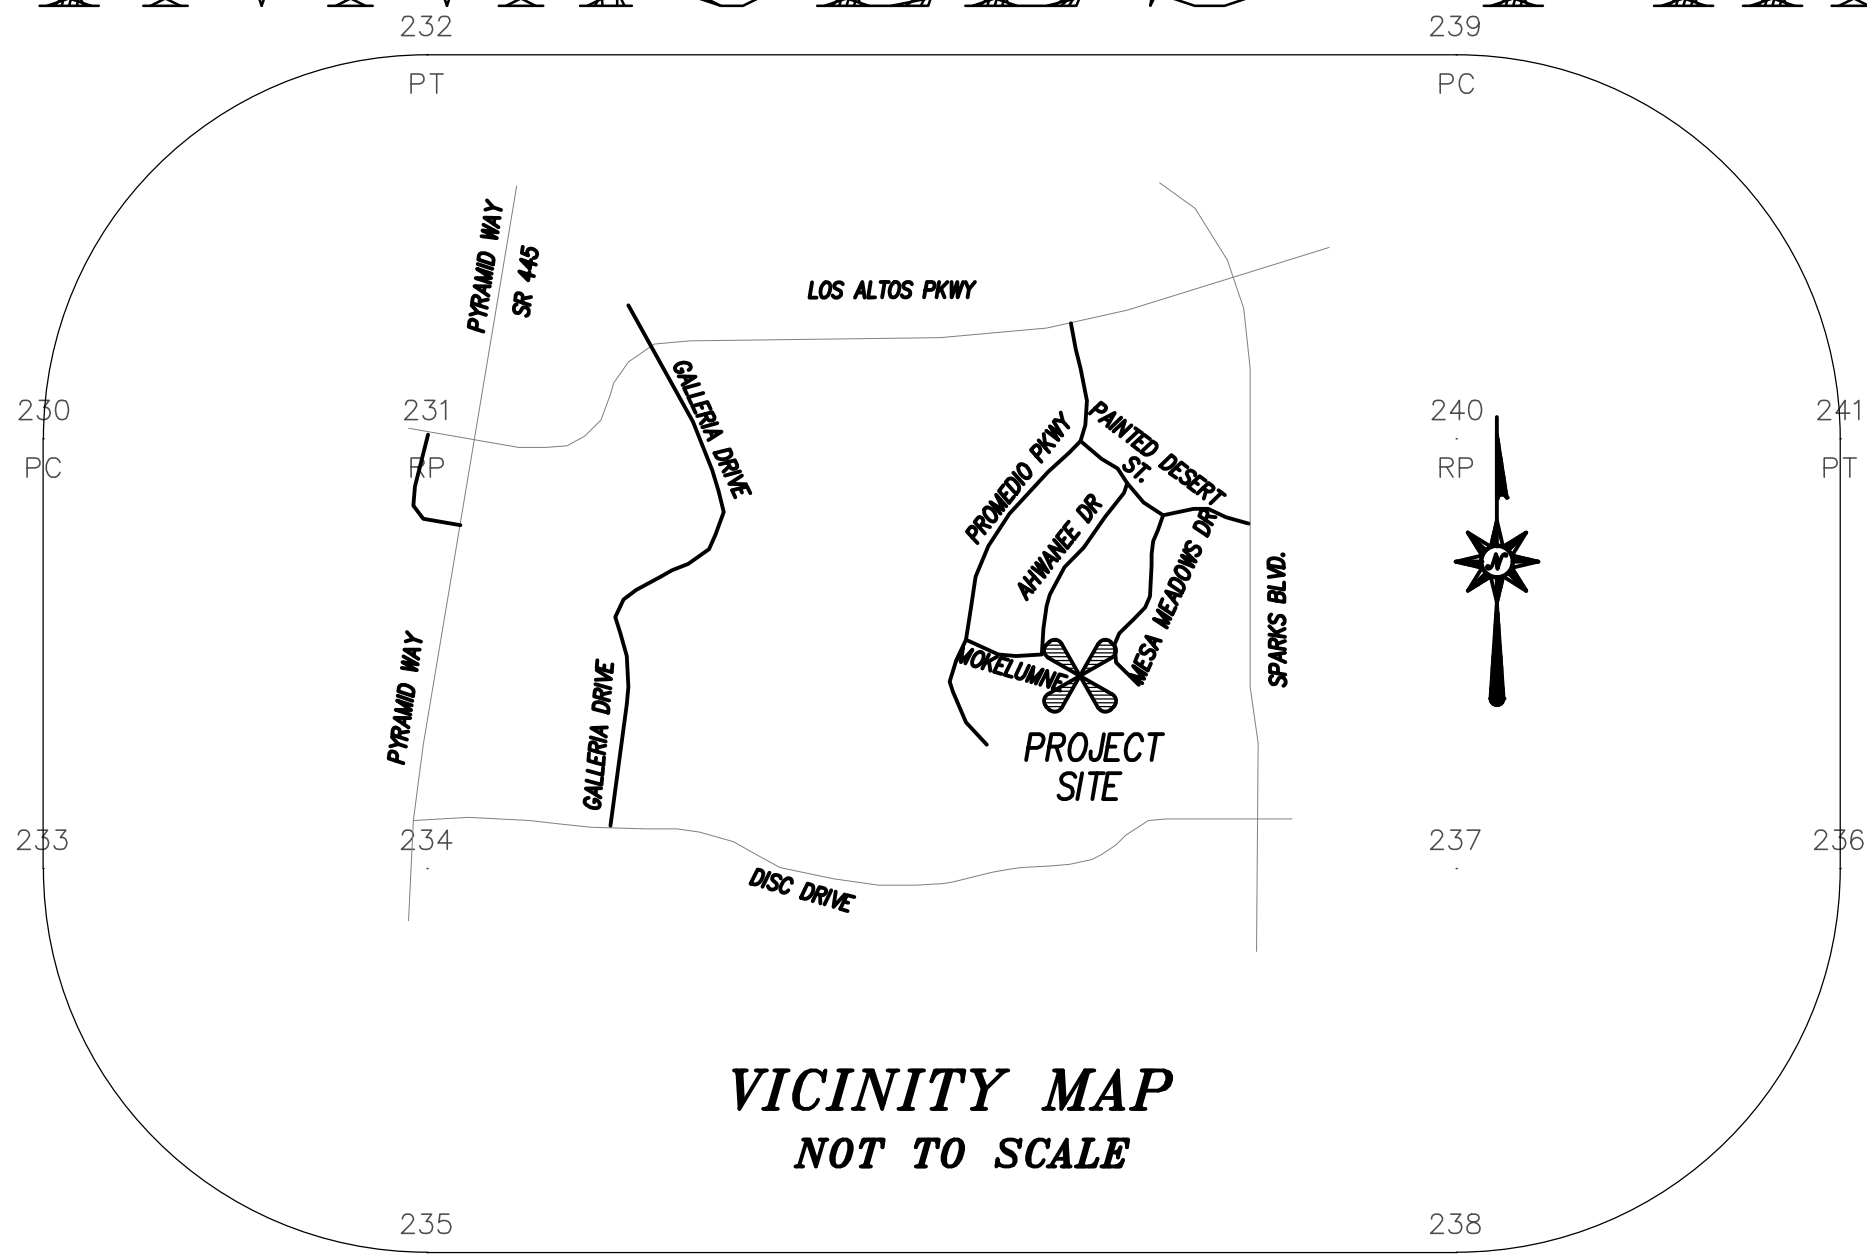 232
239
PT
PC
PYRAMID WAY
SR 445
LOS ALTOS PKWY
GALLERIA DRIVE
230
231
240
241
PC
RP
RP
PT
PROMEDIO PKWY
PAINTED DESERT
ST.
AHWANEE DR
MESA MEADOWS DR
SPARKS BLVD.
N
PYRAMID WAY
GALLERIA DRIVE
MOKELUMNE
PROJECT
SITE
233
234
237
236
DISC DRIVE
VICINITY MAP
NOT TO SCALE
235
238